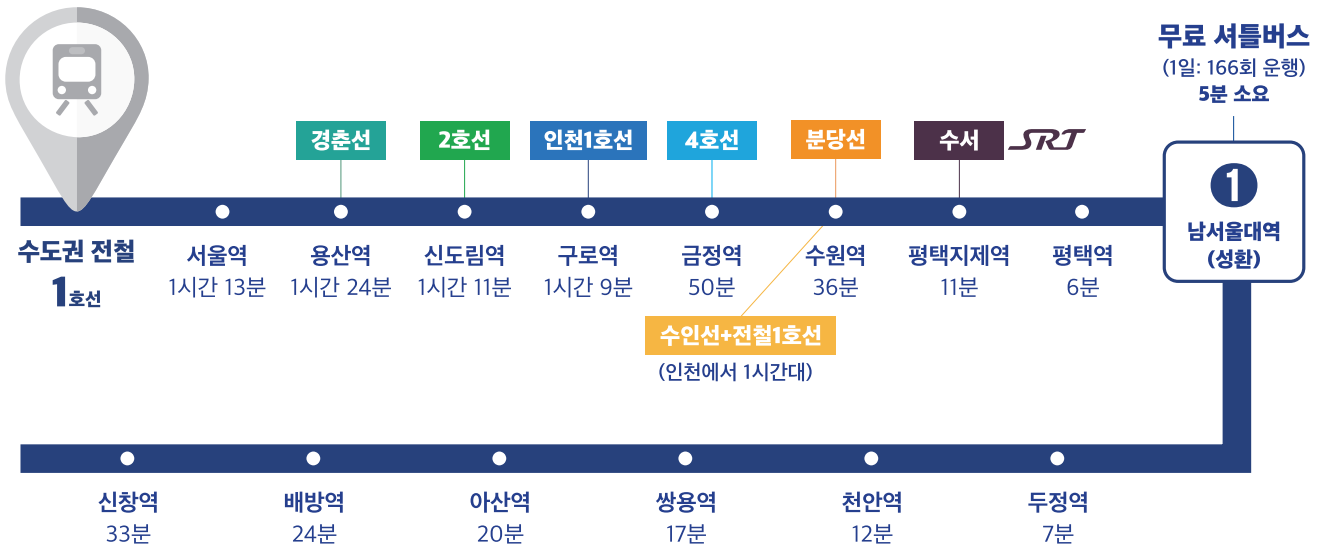 무료 셔틀버스
(1일: 166회 운행)
5분 소요
경춘선
2호선
인천1호선
4호선
분당선
수서
SRT
1
남서울대역
(성환)
수도권 전철
1호선
서울역
1시간 13분
용산역
1시간 24분
신도림역
1시간 11분
구로역
1시간 9분
금정역
50분
수원역
36분
평택지제역
11분
평택역
6분
수인선+전철1호선
(인천에서 1시간대)
신창역
33분
배방역
24분
아산역
20분
쌍용역
17분
천안역
12분
두정역
7분